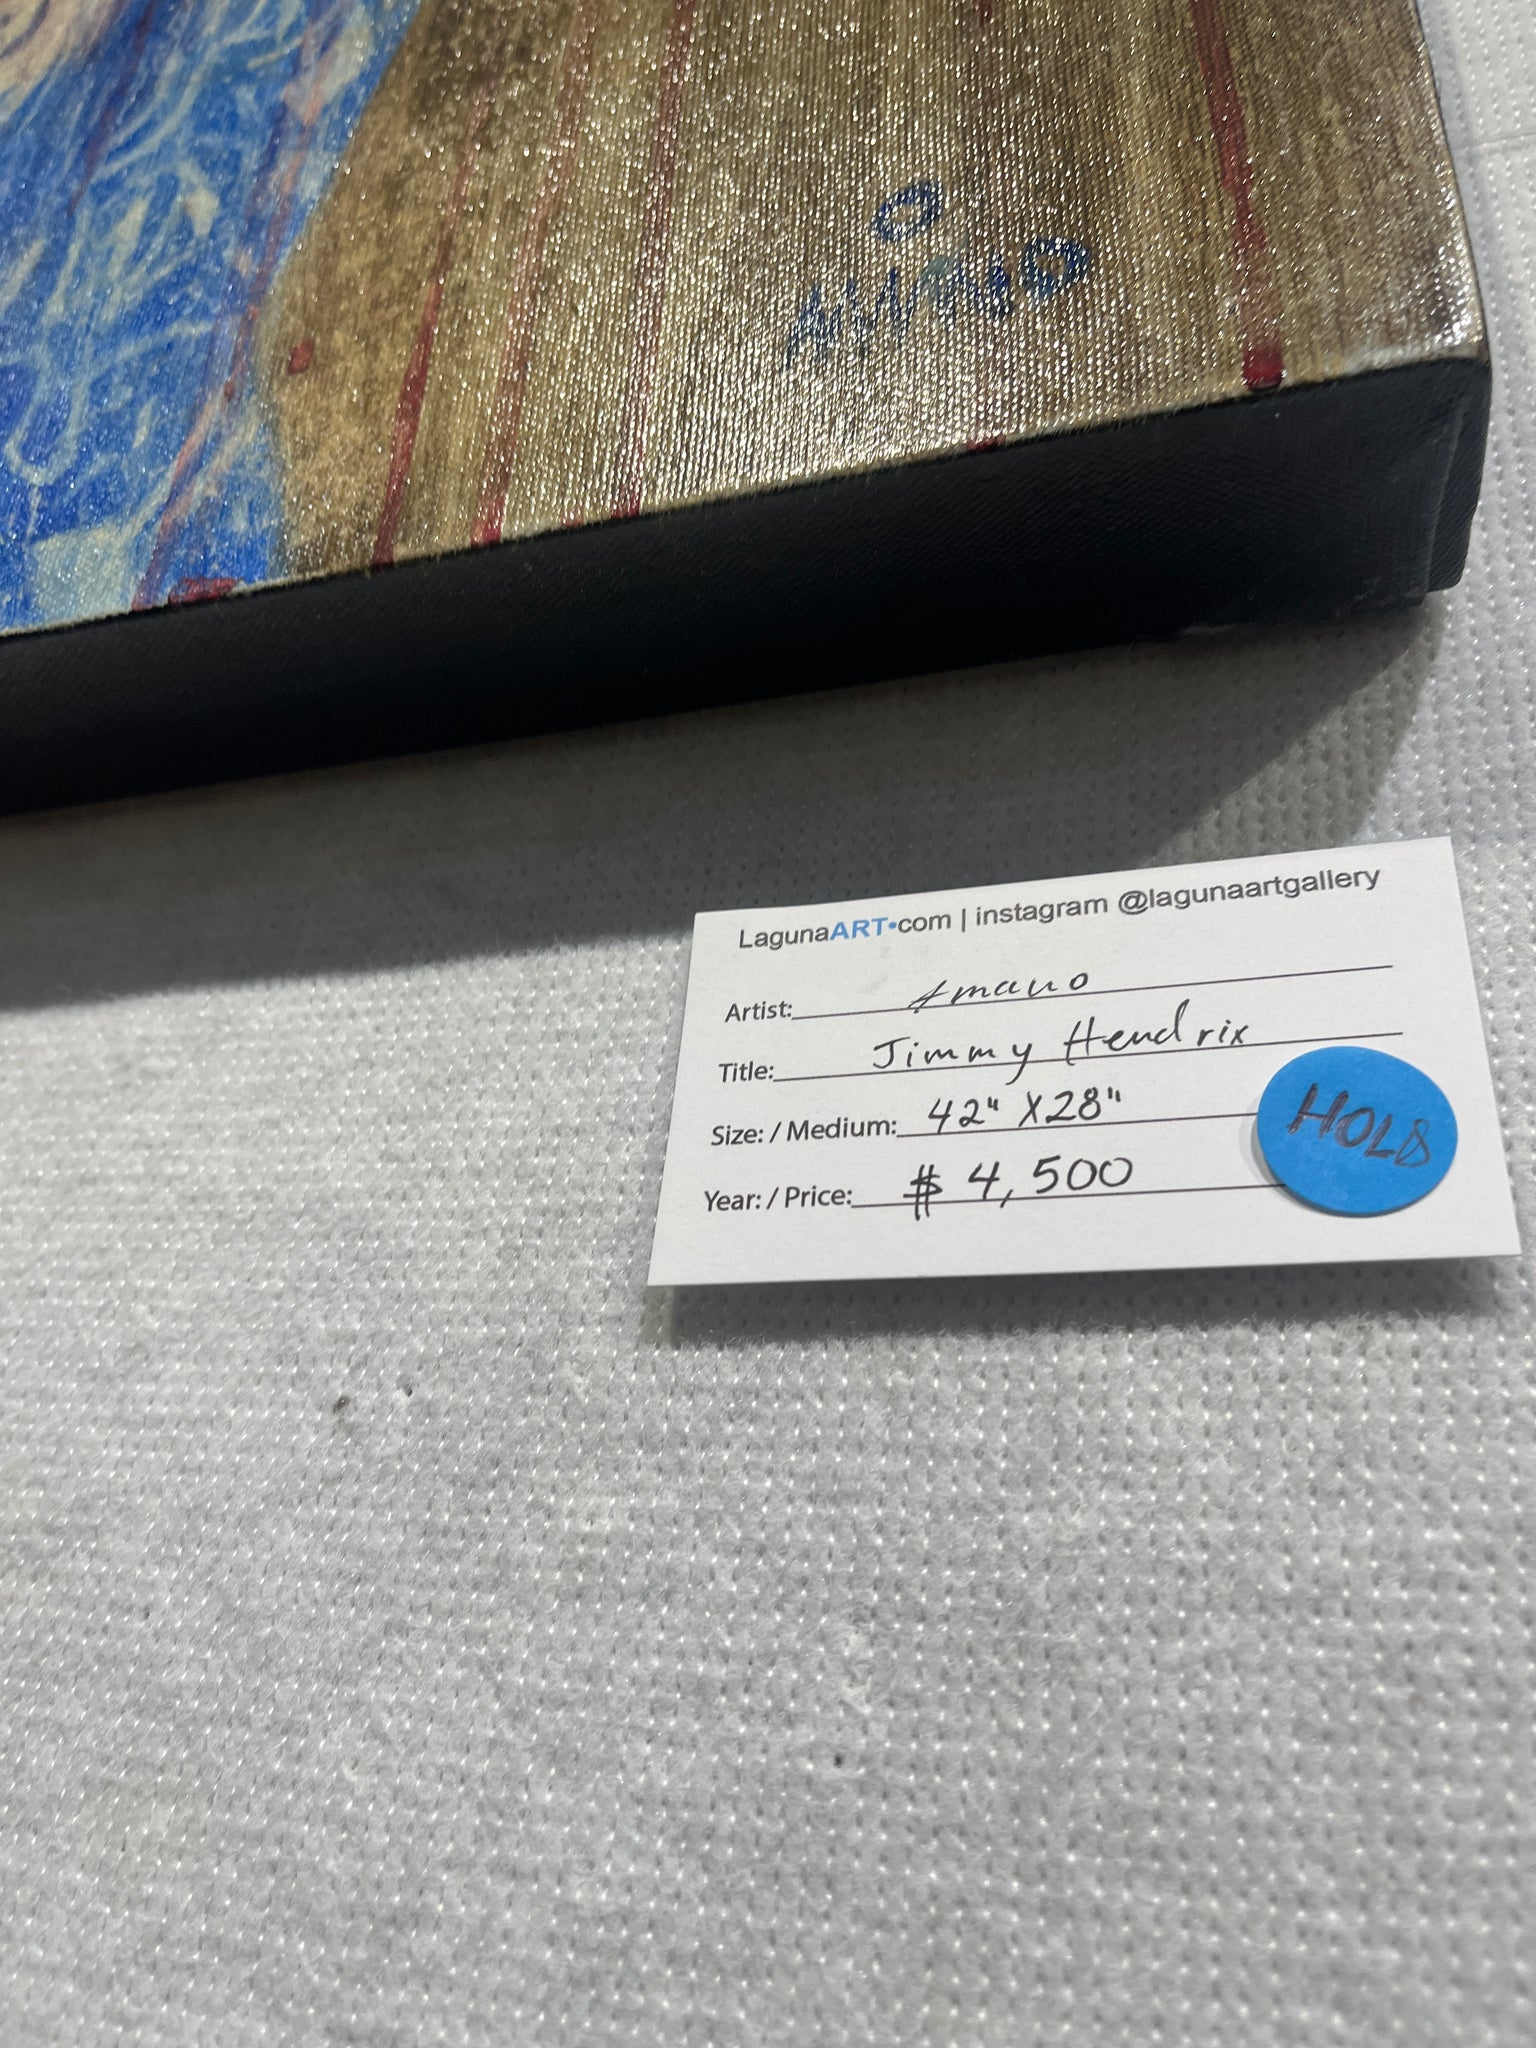 LagunaART•com | instagram @lagunaartgallery
Artist: Amano
Title: Jimmy Hendrix
Size: / Medium: 42" X28"
Year: / Price: $ 4,500
HOLD